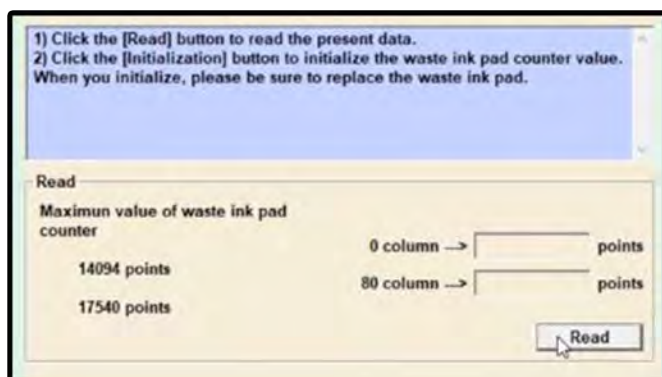 1) Click the [Read] button to read the present data.
2) Click the [Initialization] button to initialize the waste ink pad counter value.
When you initialize, please be sure to replace the waste ink pad.
Read
Maximun value of waste ink pad
counter
0 column ---> points
14094 points
80 column ---> points
17540 points
Read